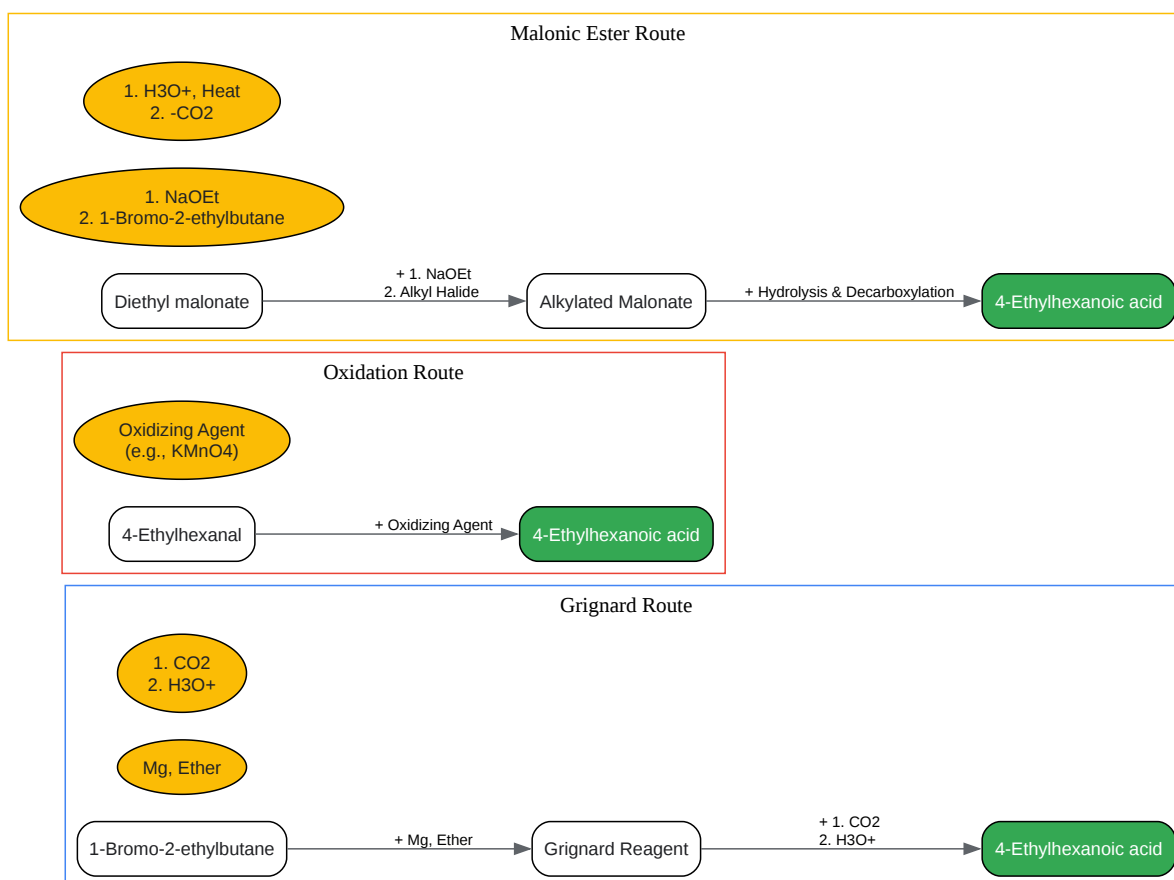 Malonic Ester Route
1. H3O+, Heat
2. -CO2
1. NaOEt
2. 1-Bromo-2-ethylbutane
Diethyl malonate
+ 1. NaOEt
2. Alkyl Halide
Alkylated Malonate
+ Hydrolysis & Decarboxylation
4-Ethylhexanoic acid
Oxidation Route
Oxidizing Agent
(e.g., KMnO4)
4-Ethylhexanal
+ Oxidizing Agent
4-Ethylhexanoic acid
Grignard Route
1. CO2
2. H3O+
Mg, Ether
1-Bromo-2-ethylbutane
+ Mg, Ether
Grignard Reagent
+ 1. CO2
2. H3O+
4-Ethylhexanoic acid